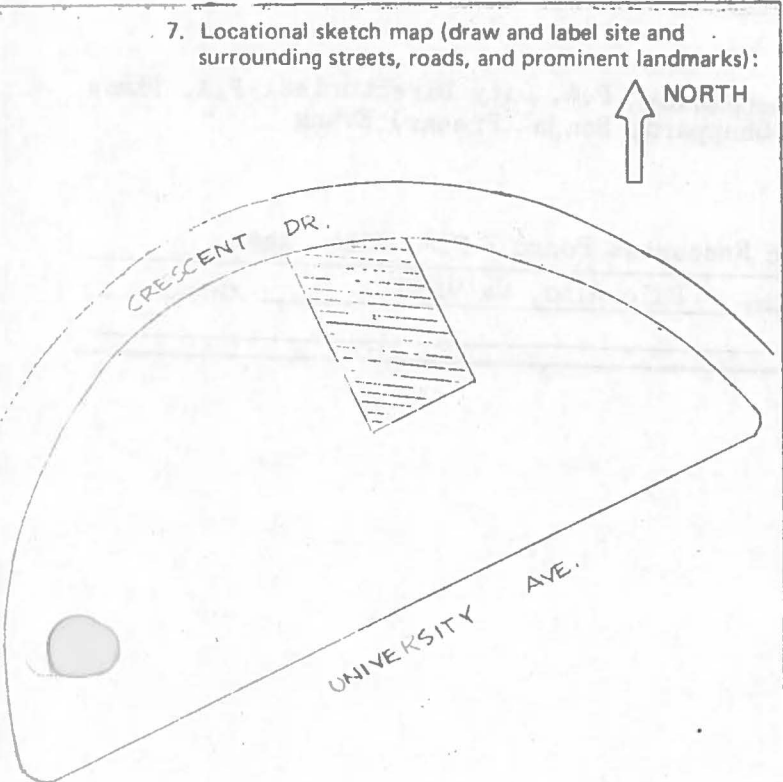 7. Locational sketch map (draw and label site and
surrounding streets, roads, and prominent landmarks):
NORTH
CRESCENT DR.
UNIVERSITY AVE.